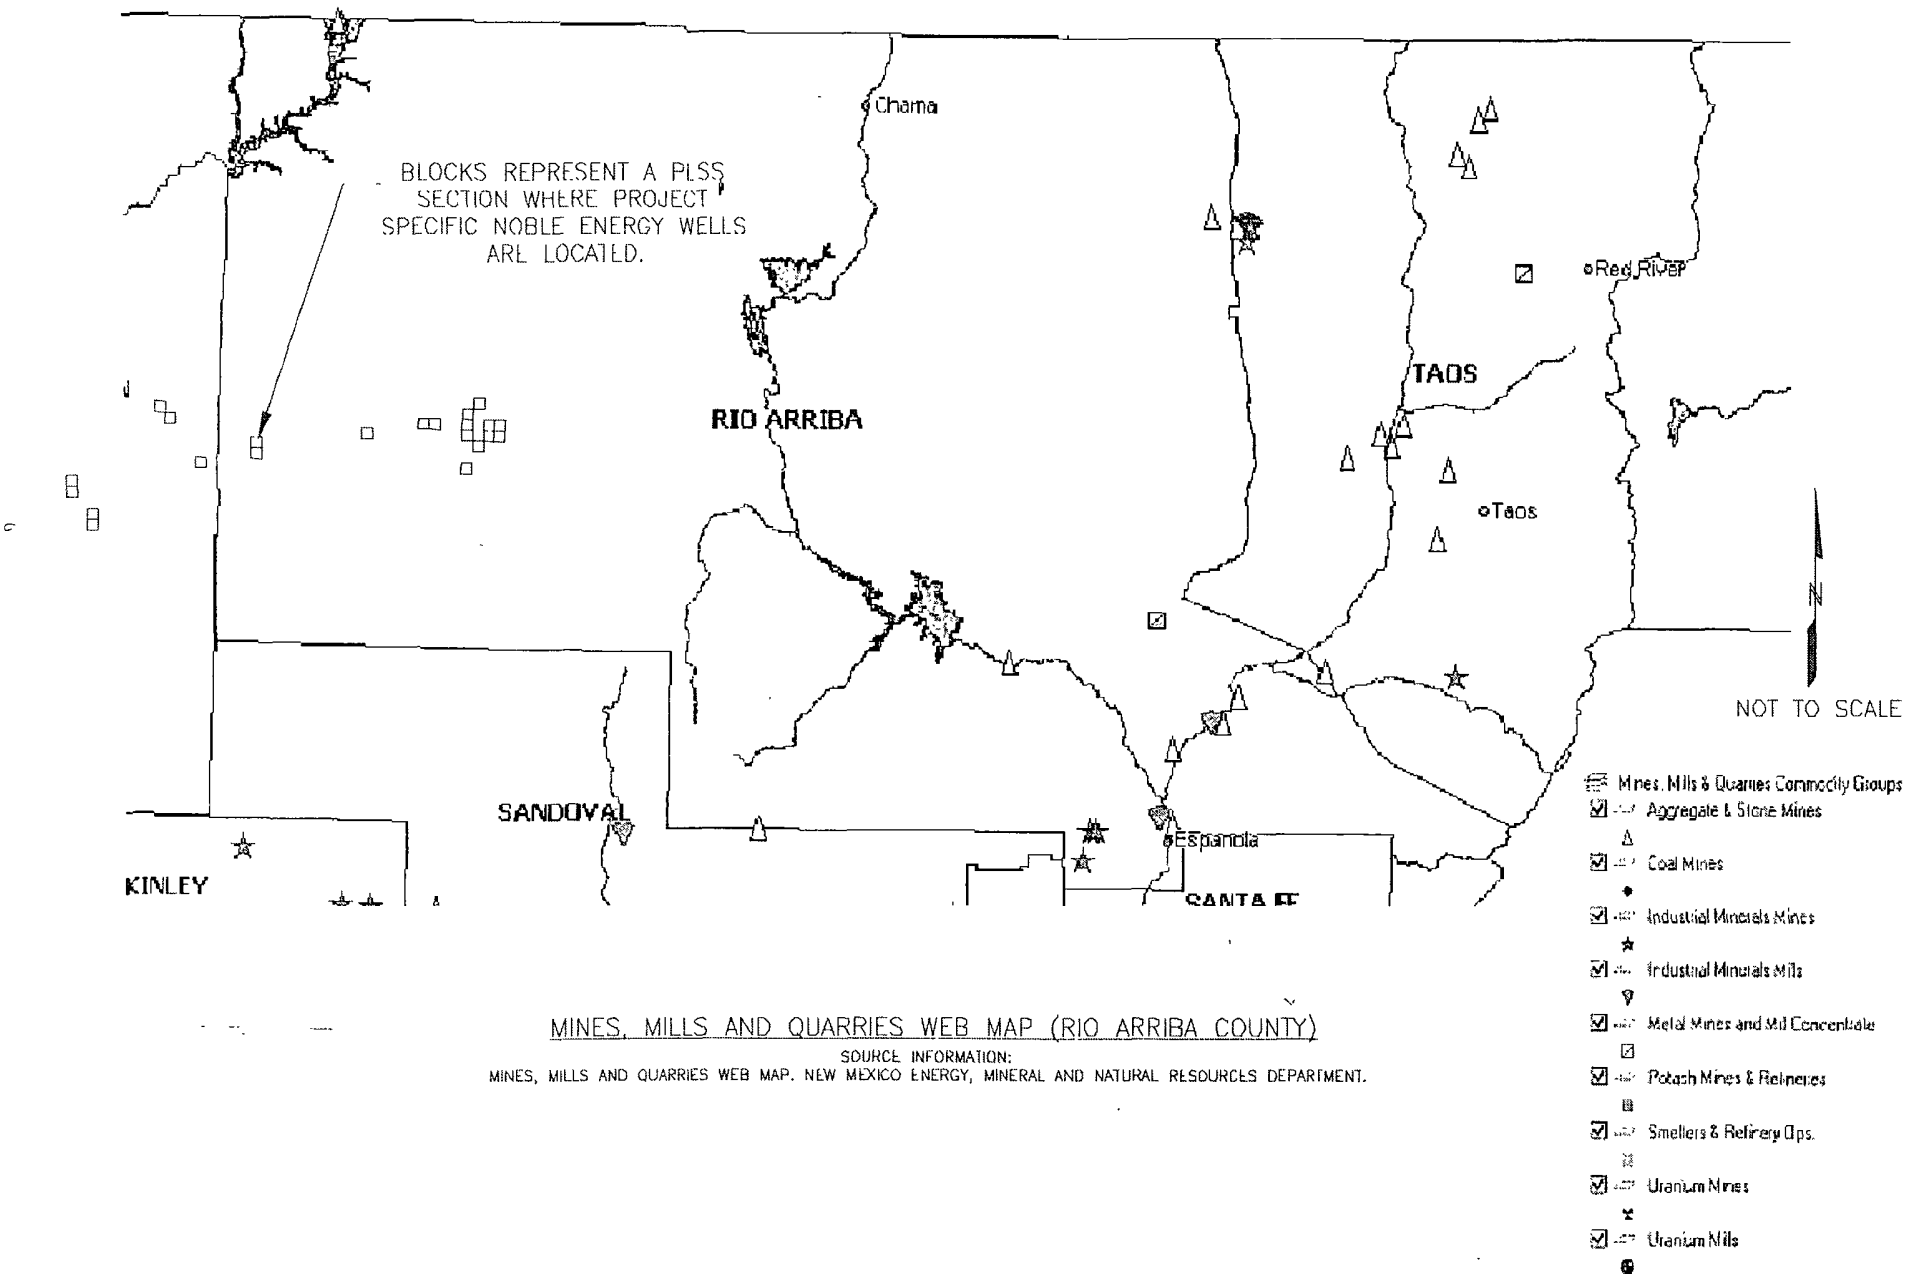 Chama
BLOCKS REPRESENT A PLSS
SECTION WHERE PROJECT
SPECIFIC NOBLE ENERGY WELLS
ARE LOCATED.
Red River
TAOS
RIO ARRIBA
Taos
N
NOT TO SCALE
SANDOVAL
Espanola
KINLEY
SANTA FE
Mines, Mills & Quarries Commodity Groups
Aggregate & Stone Mines
Coal Mines
Industrial Minerals Mines
Industrial Minerals Mills
Metal Mines and Mill Concentrate
Potash Mines & Refineries
Smelters & Refinery Ops.
Uranium Mines
Uranium Mills
MINES, MILLS AND QUARRIES WEB MAP (RIO ARRIBA COUNTY)
SOURCE INFORMATION:
MINES, MILLS AND QUARRIES WEB MAP. NEW MEXICO ENERGY, MINERAL AND NATURAL RESOURCES DEPARTMENT.